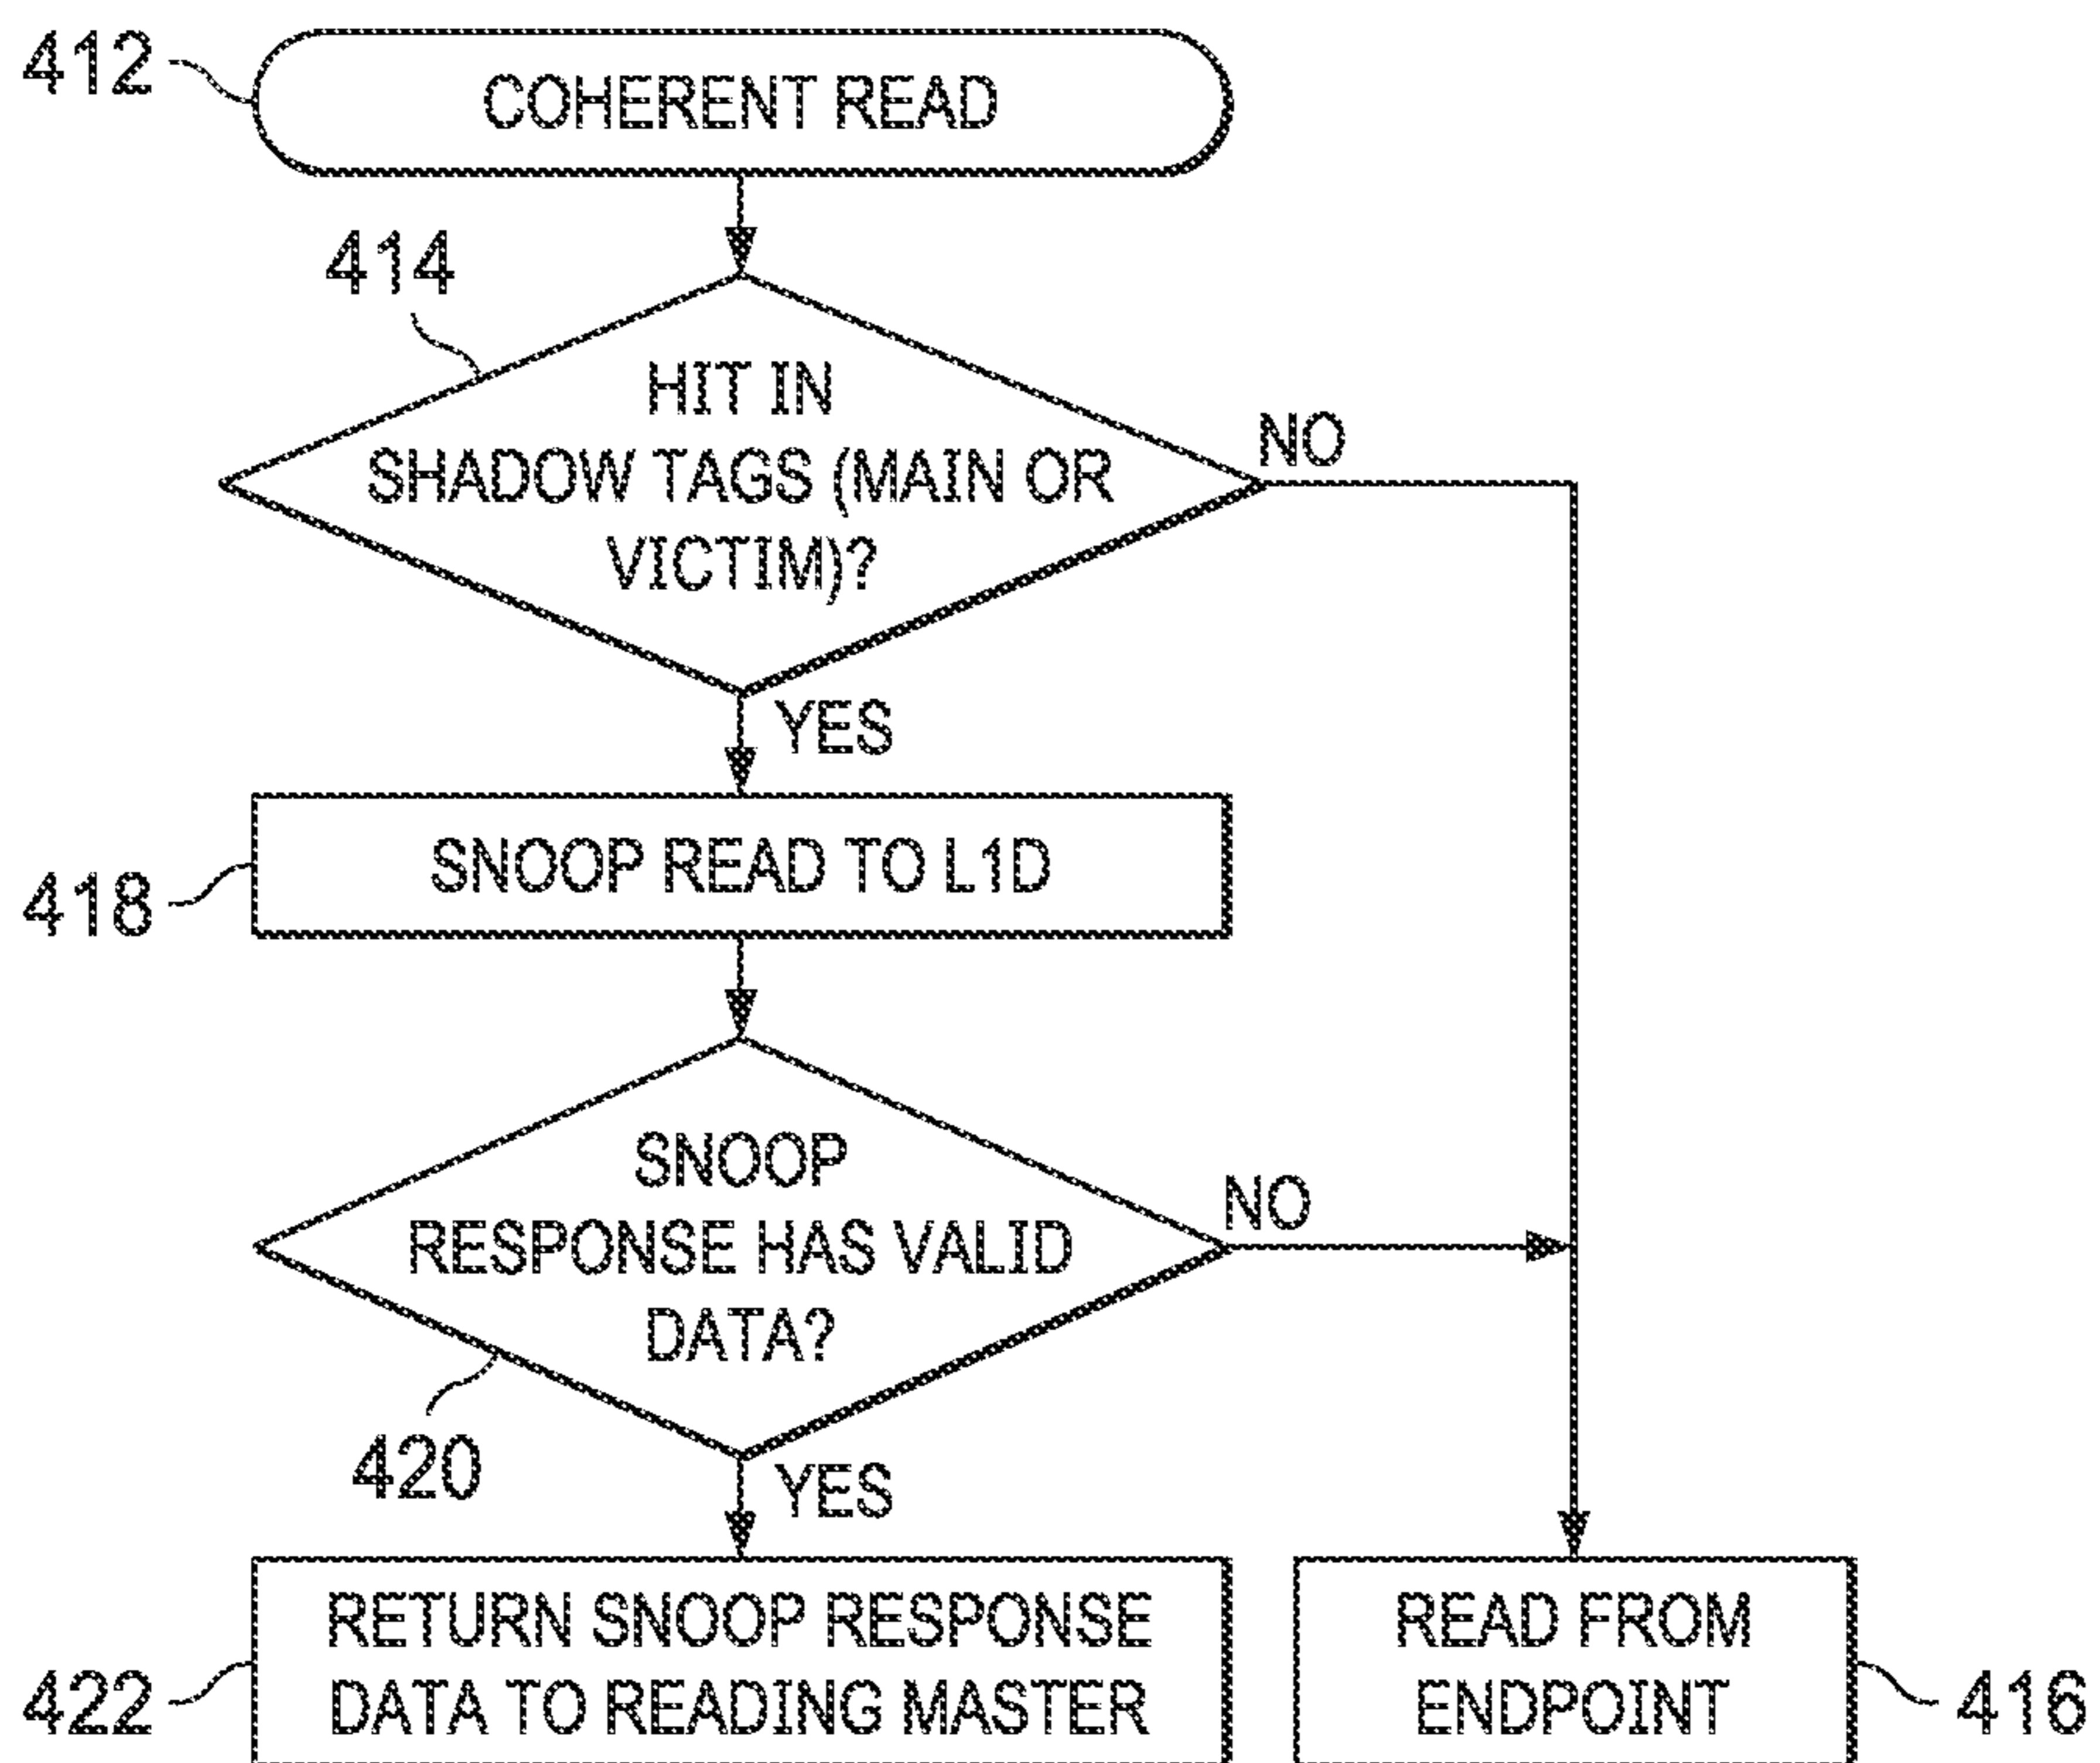 412
COHERENT READ
414
HIT IN
SHADOW TAGS (MAIN OR
VICTIM)?
NO
YES
418
SNOOP READ TO L1D
SNOOP
RESPONSE HAS VALID
DATA?
NO
420
YES
422
RETURN SNOOP RESPONSE
DATA TO READING MASTER
READ FROM
ENDPOINT
416